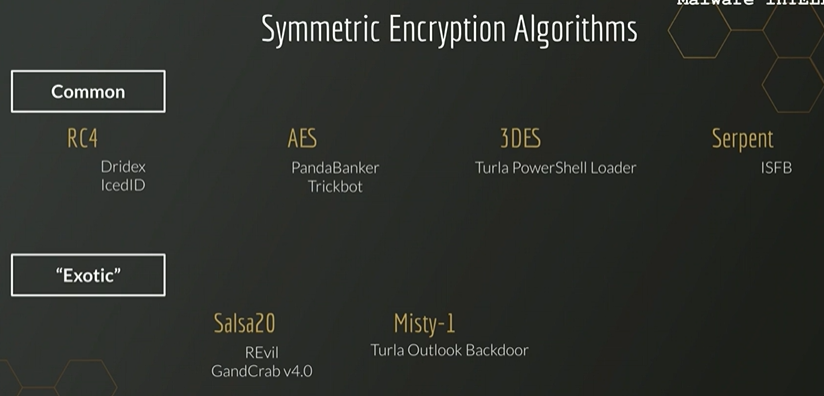 Malware
Symmetric Encryption Algorithms
Common
RC4
Dridex
IcedID
AES
PandaBanker
Trickbot
3DES
Turla PowerShell Loader
Serpent
ISFB
“Exotic”
Salsa20
REvil
GandCrab v4.0
Misty-1
Turla Outlook Backdoor